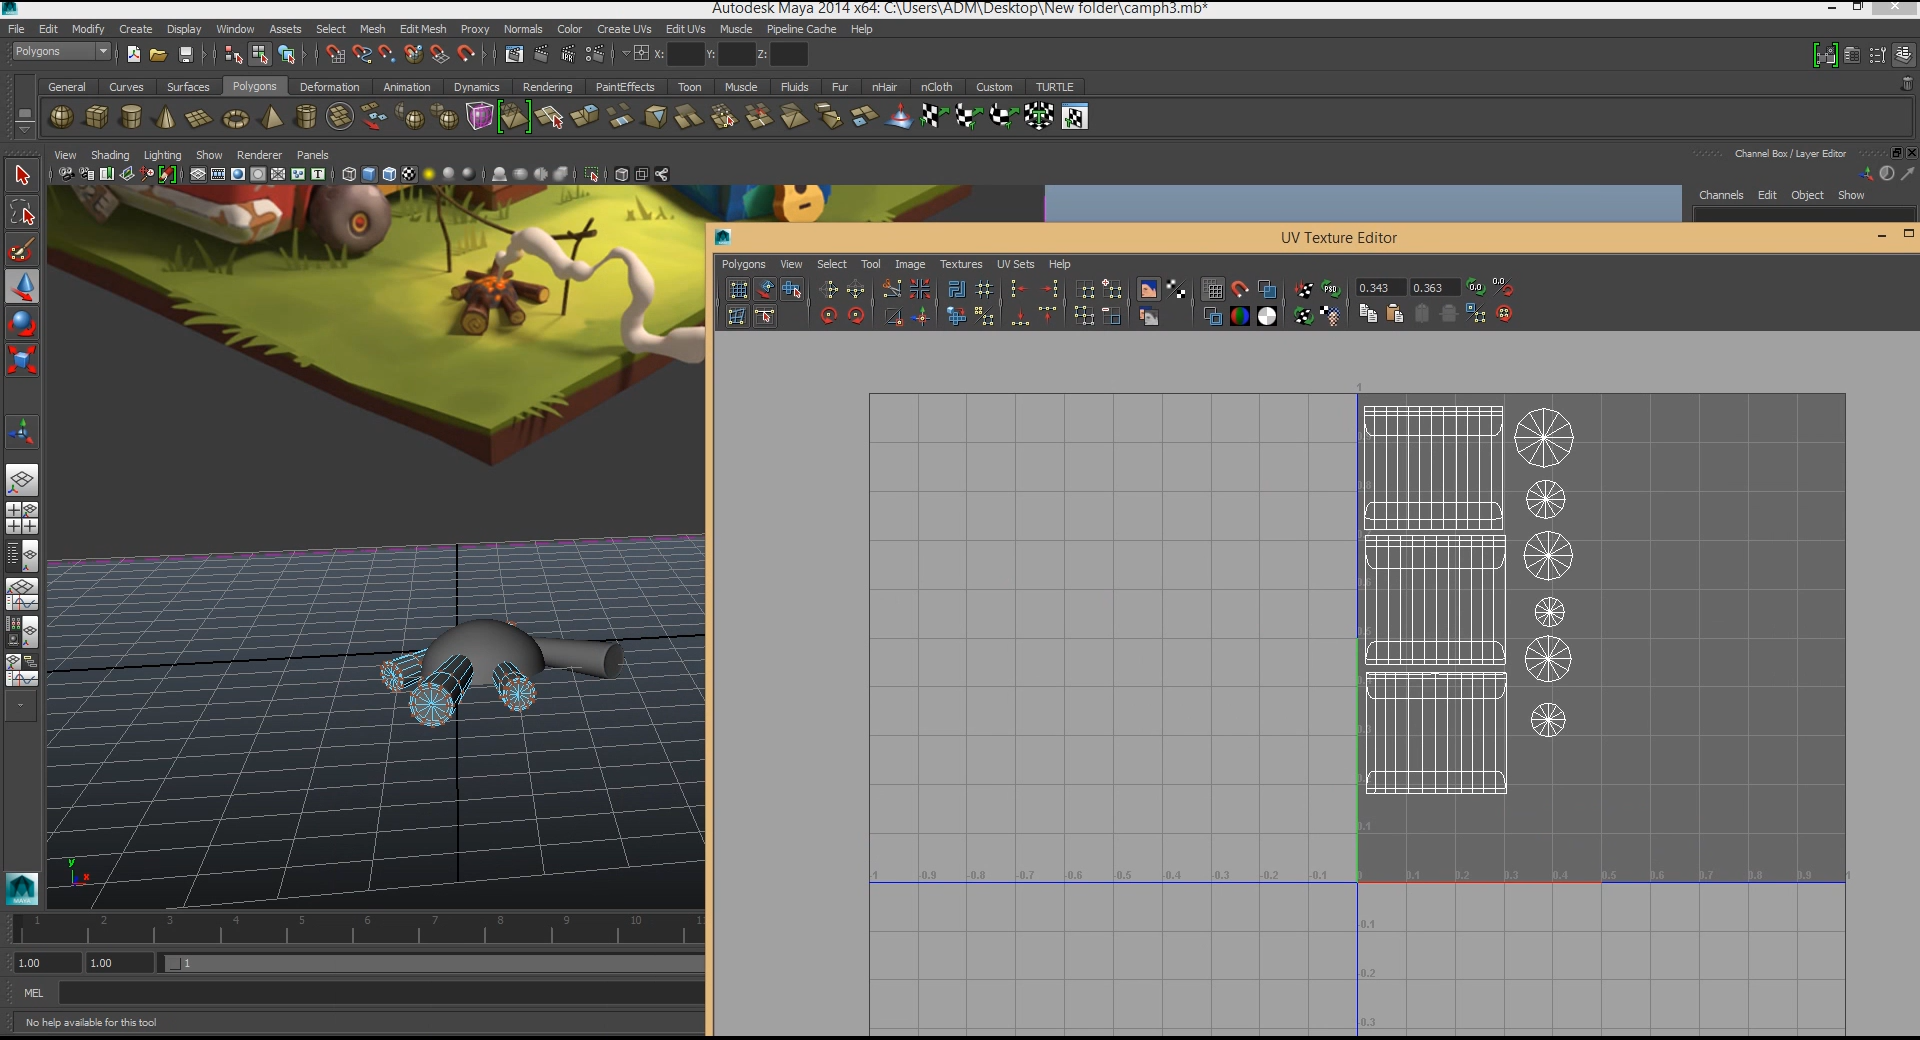 Autodesk Maya 2014 x64: C:\Users\ADM\Desktop\New folder\camph3.mb*
File Edit Modify Create Display Window Assets Select Mesh Edit Mesh Proxy Normals Color Create UVs Edit UVs Muscle Pipeline Cache Help
Polygons X: Y: Z:
General Curves Surfaces Polygons Deformation Animation Dynamics Rendering PaintEffects Toon Muscle Fluids Fur nHair nCloth Custom TURTLE
View Shading Lighting Show Renderer Panels
Channel Box / Layer Editor
Channels Edit Object Show
UV Texture Editor
Polygons View Select Tool Image Textures UV Sets Help
0.343 0.363
1
-1 -0.9 -0.8 -0.7 -0.6 -0.5 -0.4 -0.3 -0.2 -0.1 0 0.1 0.2 0.3 0.4 0.5 0.6 0.7 0.8 0.9 1
0.1
-0.1
-0.2
-0.3
y
x
1 2 3 4 5 6 7 8 9 10
1.00 1.00 1
MEL
No help available for this tool